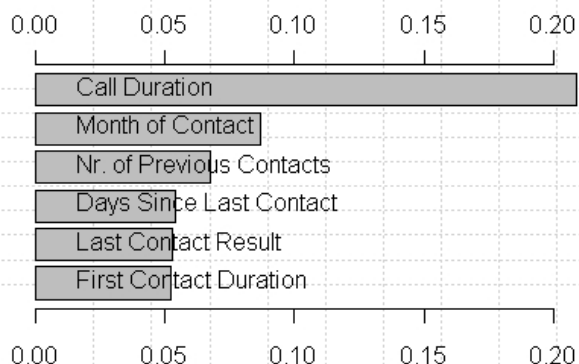 0.00 0.05 0.10 0.15 0.20
Call Duration
Month of Contact
Nr. of Previous Contacts
Days Since Last Contact
Last Contact Result
First Contact Duration
0.00 0.05 0.10 0.15 0.20